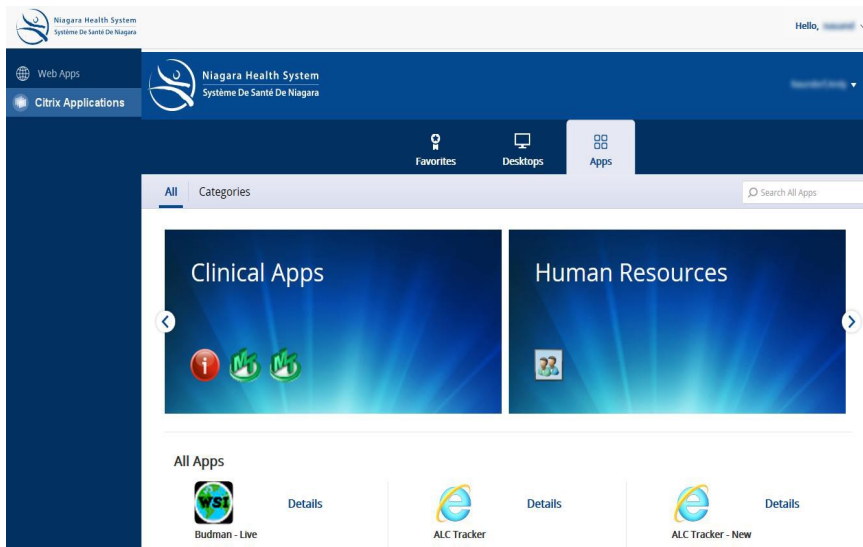 Niagara Health System
Système De Santé De Niagara
Hello,
Web Apps
Citrix Applications
Niagara Health System
Système De Santé De Niagara
Favorites
Desktops
Apps
All
Categories
Search All Apps
Clinical Apps
Human Resources
All Apps
WSI
Details
Details
Details
Budman - Live
ALC Tracker
ALC Tracker - New